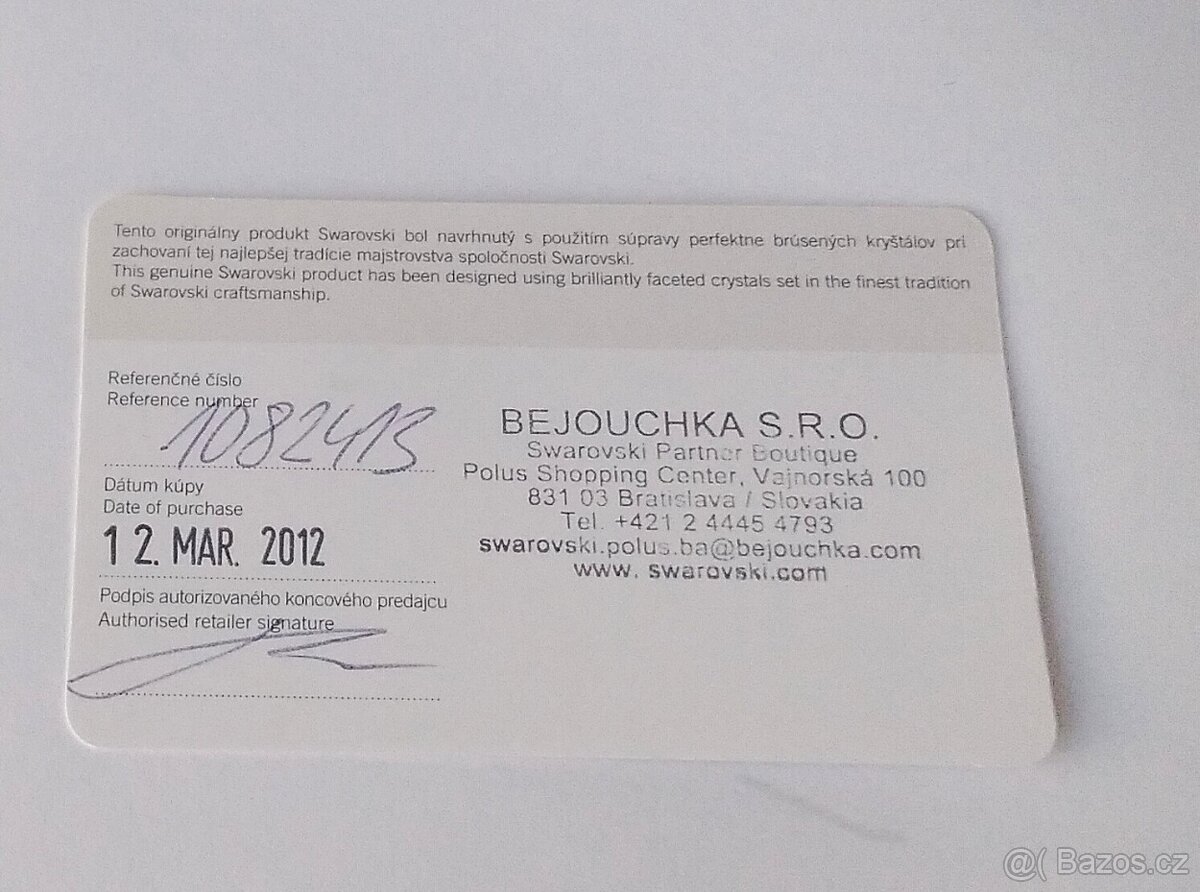 Tento originálny produkt Swarovski bol navrhnutý s použitím súpravy perfektne brúsených kryštálov pri
zachovaní tej najlepšej tradície majstrovstva spoločnosti Swarovski.
This genuine Swarovski product has been designed using brilliantly faceted crystals set in the finest tradition
of Swarovski craftsmanship.
Referenčné číslo
Reference number
1082413
Dátum kúpy
Date of purchase
12. MAR. 2012
Podpis autorizovaného koncového predajcu
Authorised retailer signature
BEJOUCHKA S.R.O.
Swarovski Partner Boutique
Polus Shopping Center, Vajnorská 100
831 03 Bratislava / Slovakia
Tel. +421 2 4445 4793
swarovski.polus.ba@bejouchka.com
www. swarovski.com
@( Bazos.cz